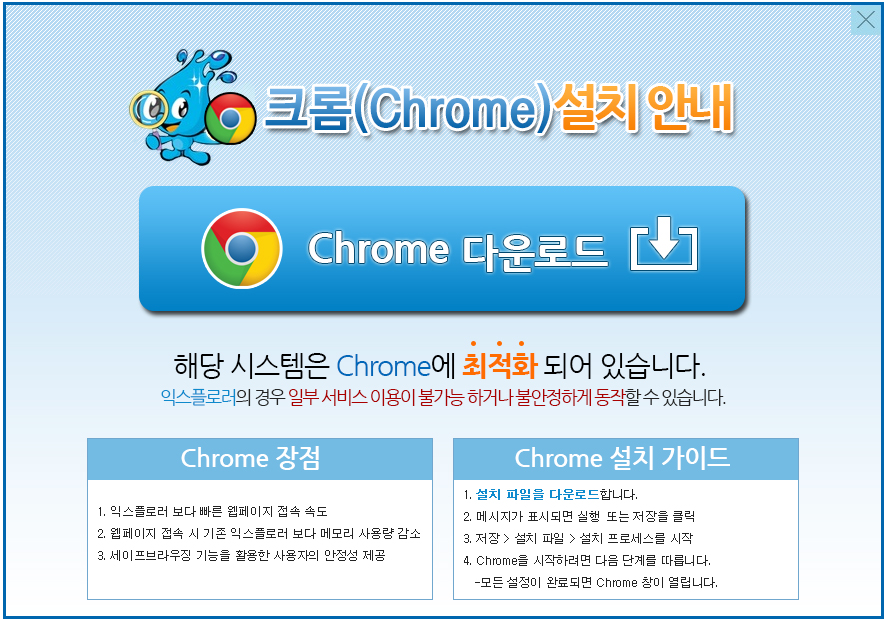 크롬(Chrome)설치 안내
Chrome 다운로드
해당 시스템은 Chrome에 최적화 되어 있습니다.
익스플로러의 경우 일부 서비스 이용이 불가능 하거나 불안정하게 동작할 수 있습니다.
Chrome 장점
1. 익스플로러 보다 빠른 웹페이지 접속 속도
2. 웹페이지 접속 시 기존 익스플로러 보다 메모리 사용량 감소
3. 세이프브라우징 기능을 활용한 사용자의 안정성 제공
Chrome 설치 가이드
1. 설치 파일을 다운로드합니다.
2. 메시지가 표시되면 실행 또는 저장을 클릭
3. 저장 > 설치 파일 > 설치 프로세스를 시작
4. Chrome을 시작하려면 다음 단계를 따릅니다.
-모든 설정이 완료되면 Chrome 창이 열립니다.